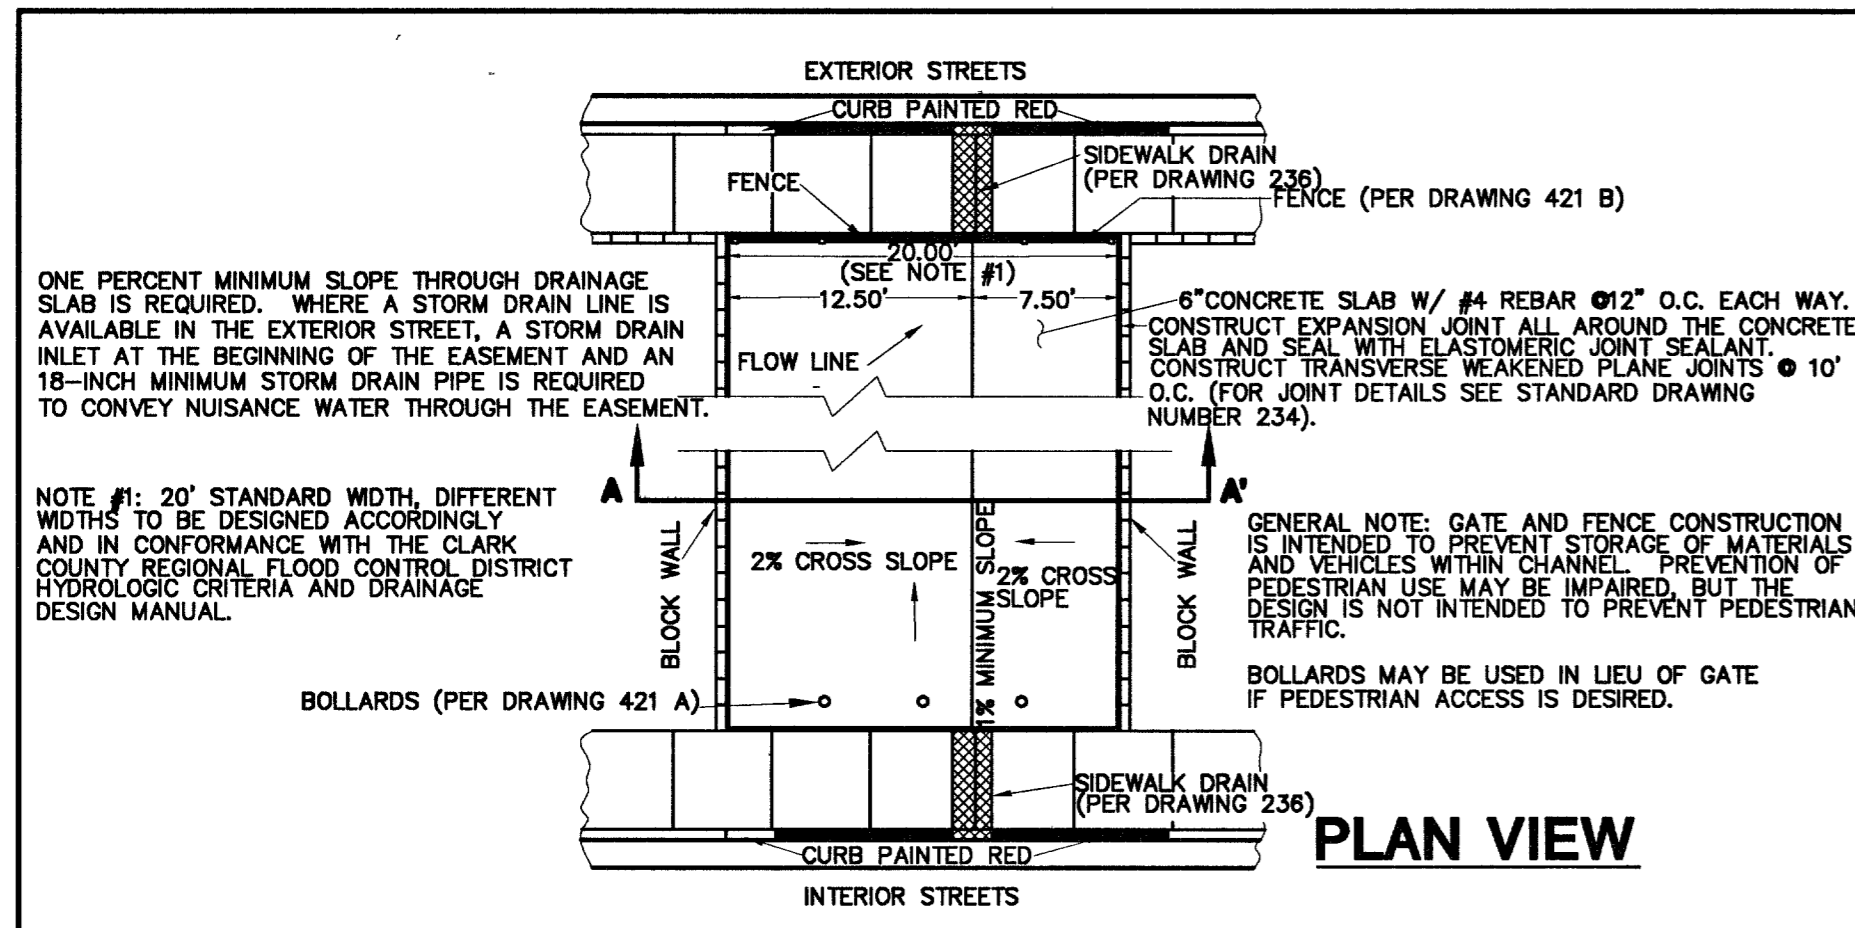 EXTERIOR STREETS
CURB PAINTED RED
SIDEWALK DRAIN
(PER DRAWING 236)
FENCE
FENCE (PER DRAWING 421 B)
20.00'
(SEE NOTE #1)
12.50'
7.50'
ONE PERCENT MINIMUM SLOPE THROUGH DRAINAGE
SLAB IS REQUIRED. WHERE A STORM DRAIN LINE IS
AVAILABLE IN THE EXTERIOR STREET, A STORM DRAIN
INLET AT THE BEGINNING OF THE EASEMENT AND AN
18-INCH MINIMUM STORM DRAIN PIPE IS REQUIRED
TO CONVEY NUISANCE WATER THROUGH THE EASEMENT.
FLOW LINE
6"CONCRETE SLAB W/ #4 REBAR @12" O.C. EACH WAY.
CONSTRUCT EXPANSION JOINT ALL AROUND THE CONCRETE
SLAB AND SEAL WITH ELASTOMERIC JOINT SEALANT.
CONSTRUCT TRANSVERSE WEAKENED PLANE JOINTS @ 10'
O.C. (FOR JOINT DETAILS SEE STANDARD DRAWING
NUMBER 234).
A
A'
NOTE #1: 20' STANDARD WIDTH, DIFFERENT
WIDTHS TO BE DESIGNED ACCORDINGLY
AND IN CONFORMANCE WITH THE CLARK
COUNTY REGIONAL FLOOD CONTROL DISTRICT
HYDROLOGIC CRITERIA AND DRAINAGE
DESIGN MANUAL.
BLOCK WALL
2% CROSS SLOPE
1% MINIMUM SLOPE
2% CROSS
SLOPE
BLOCK WALL
GENERAL NOTE: GATE AND FENCE CONSTRUCTION
IS INTENDED TO PREVENT STORAGE OF MATERIALS
AND VEHICLES WITHIN CHANNEL. PREVENTION OF
PEDESTRIAN USE MAY BE IMPAIRED, BUT THE
DESIGN IS NOT INTENDED TO PREVENT PEDESTRIAN
TRAFFIC.
BOLLARDS MAY BE USED IN LIEU OF GATE
IF PEDESTRIAN ACCESS IS DESIRED.
BOLLARDS (PER DRAWING 421 A)
SIDEWALK DRAIN
(PER DRAWING 236)
CURB PAINTED RED
INTERIOR STREETS
PLAN VIEW